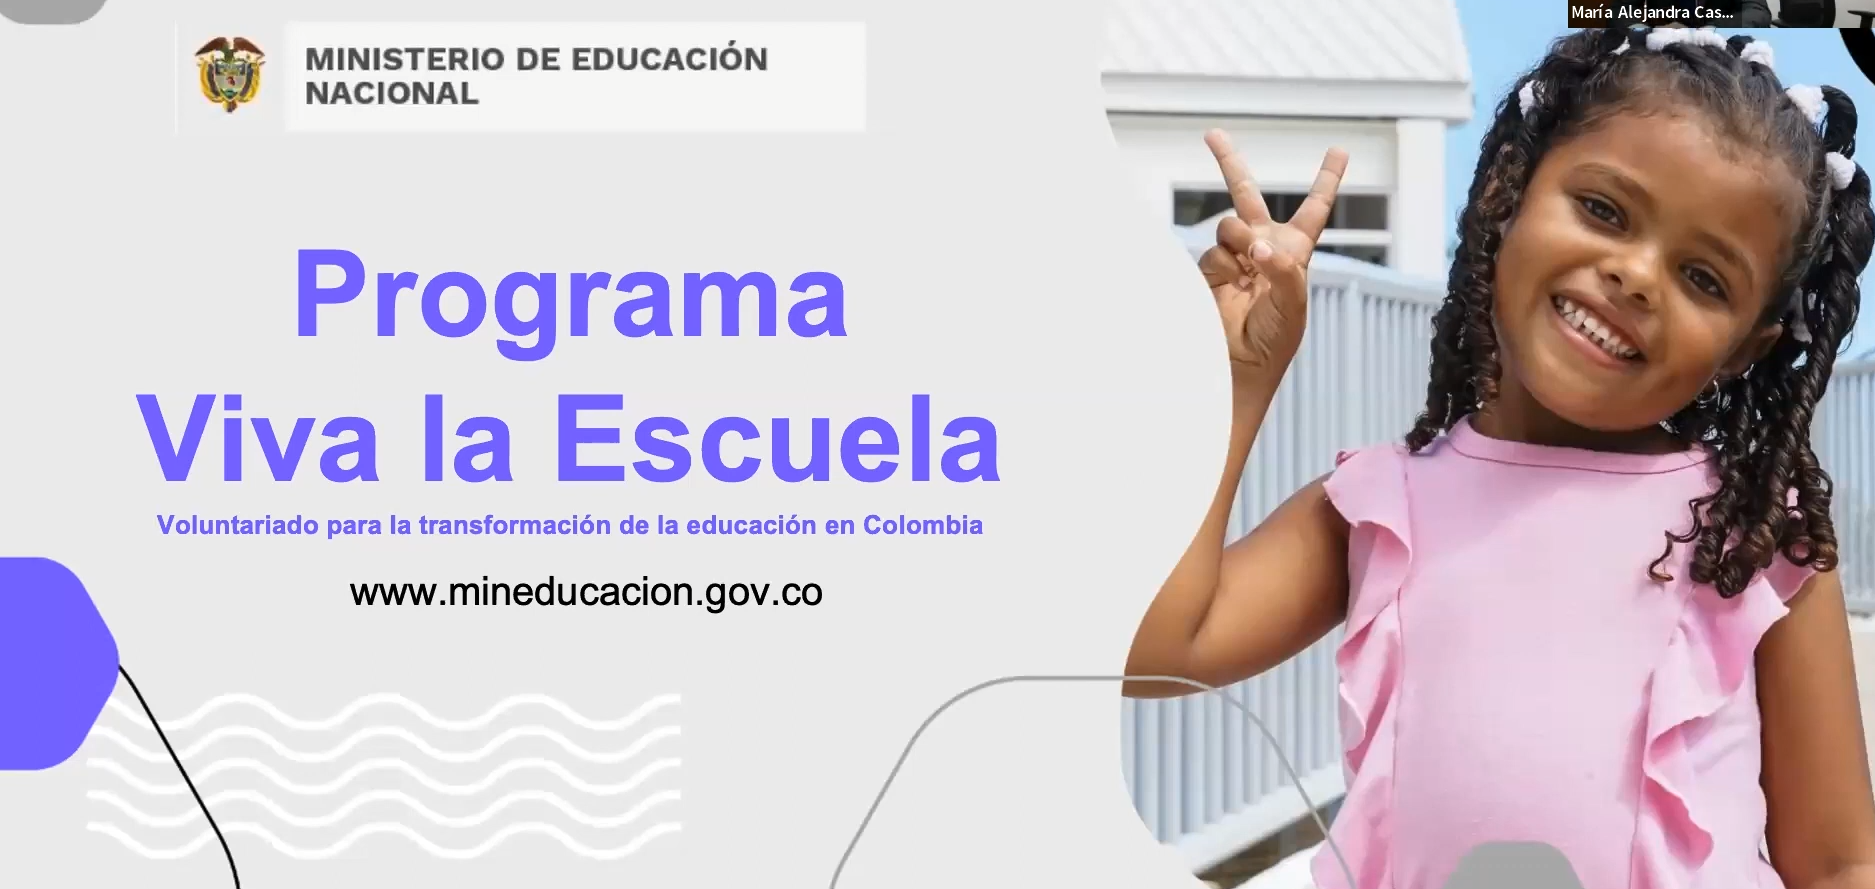 María Alejandra Cas...
MINISTERIO DE EDUCACIÓN
NACIONAL
Programa
Viva la Escuela
Voluntariado para la transformación de la educación en Colombia
www.mineducacion.gov.co